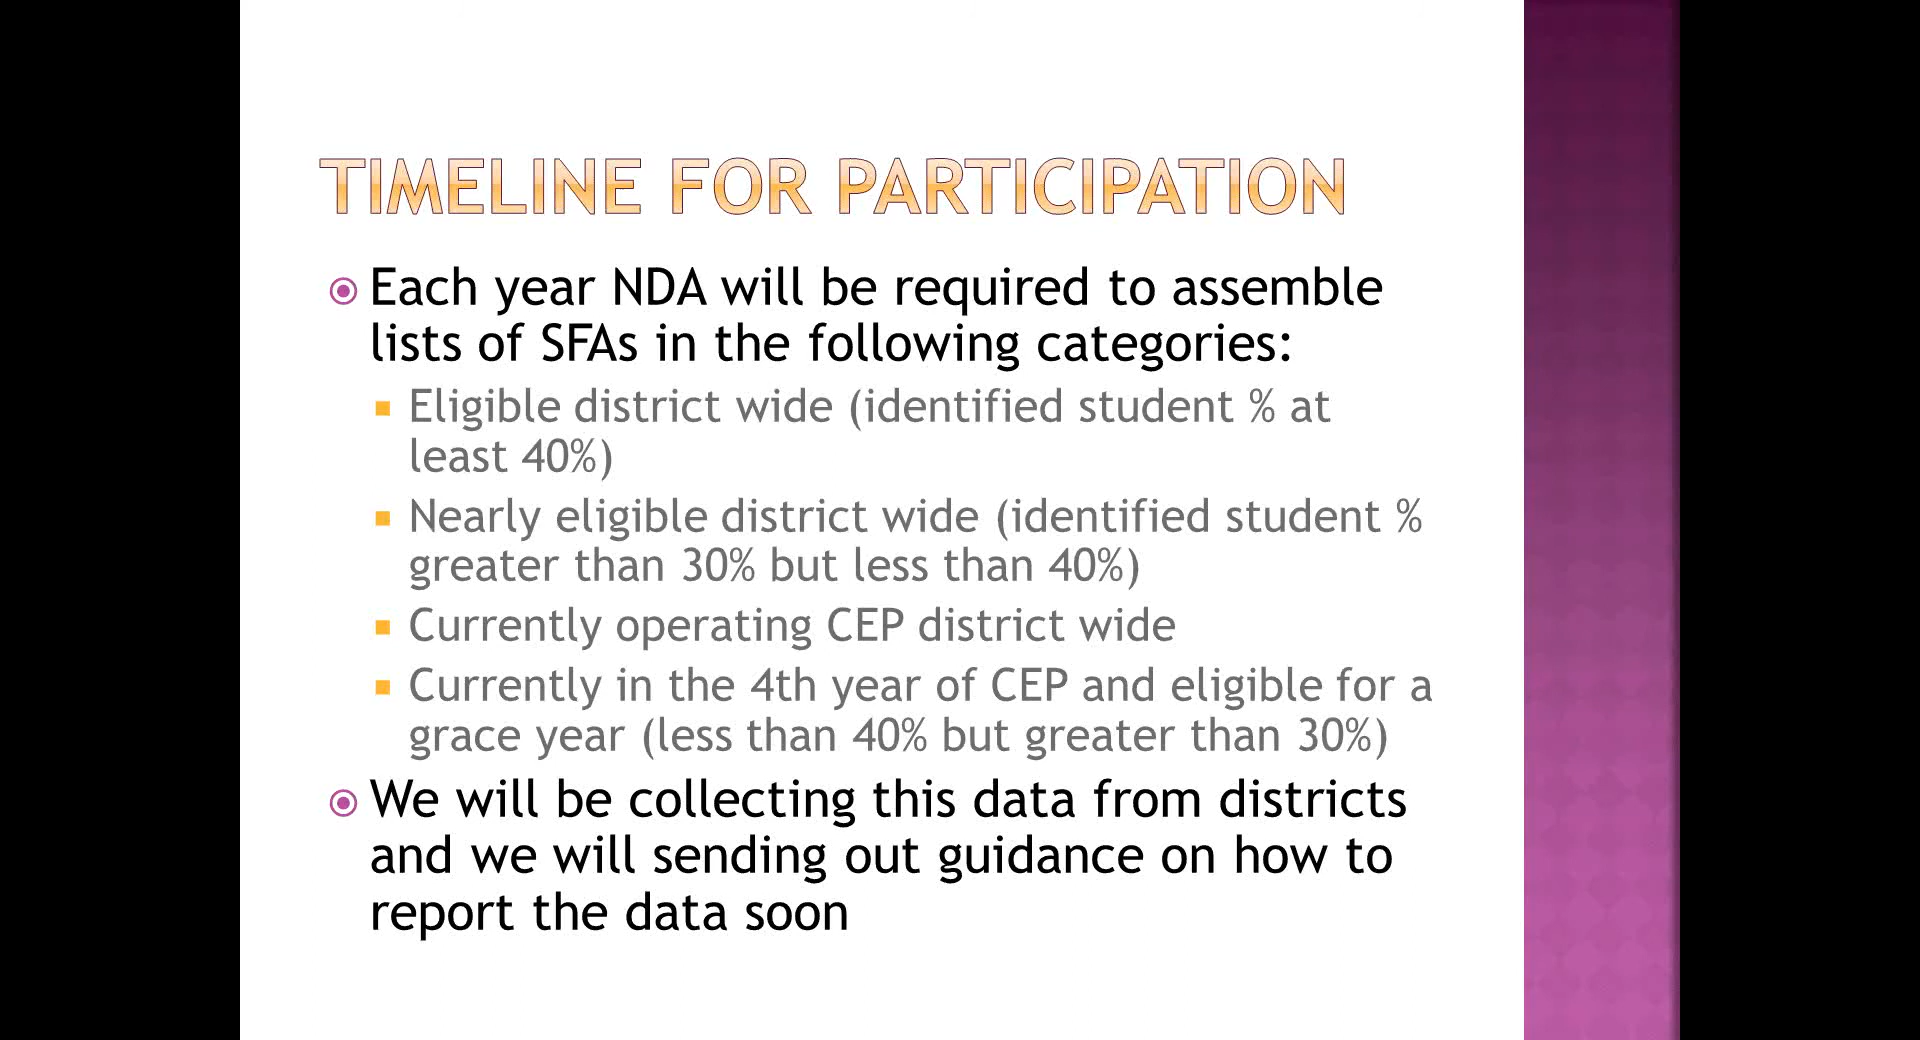 TIMELINE FOR PARTICIPATION
Each year NDA will be required to assemble
lists of SFAs in the following categories:
Eligible district wide (identified student % at
least 40%)
Nearly eligible district wide (identified student %
greater than 30% but less than 40%)
Currently operating CEP district wide
Currently in the 4th year of CEP and eligible for a
grace year (less than 40% but greater than 30%)
We will be collecting this data from districts
and we will sending out guidance on how to
report the data soon